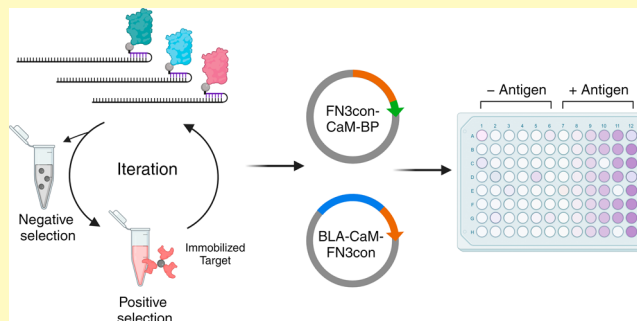 Iteration
Negative
selection
Immobilized
Target
Positive
selection
FN3con-
CaM-BP
BLA-CaM-
FN3con
− Antigen
+ Antigen
1 2 3 4 5 6 7 8 9 10 11 12
A
B
C
D
E
F
G
H